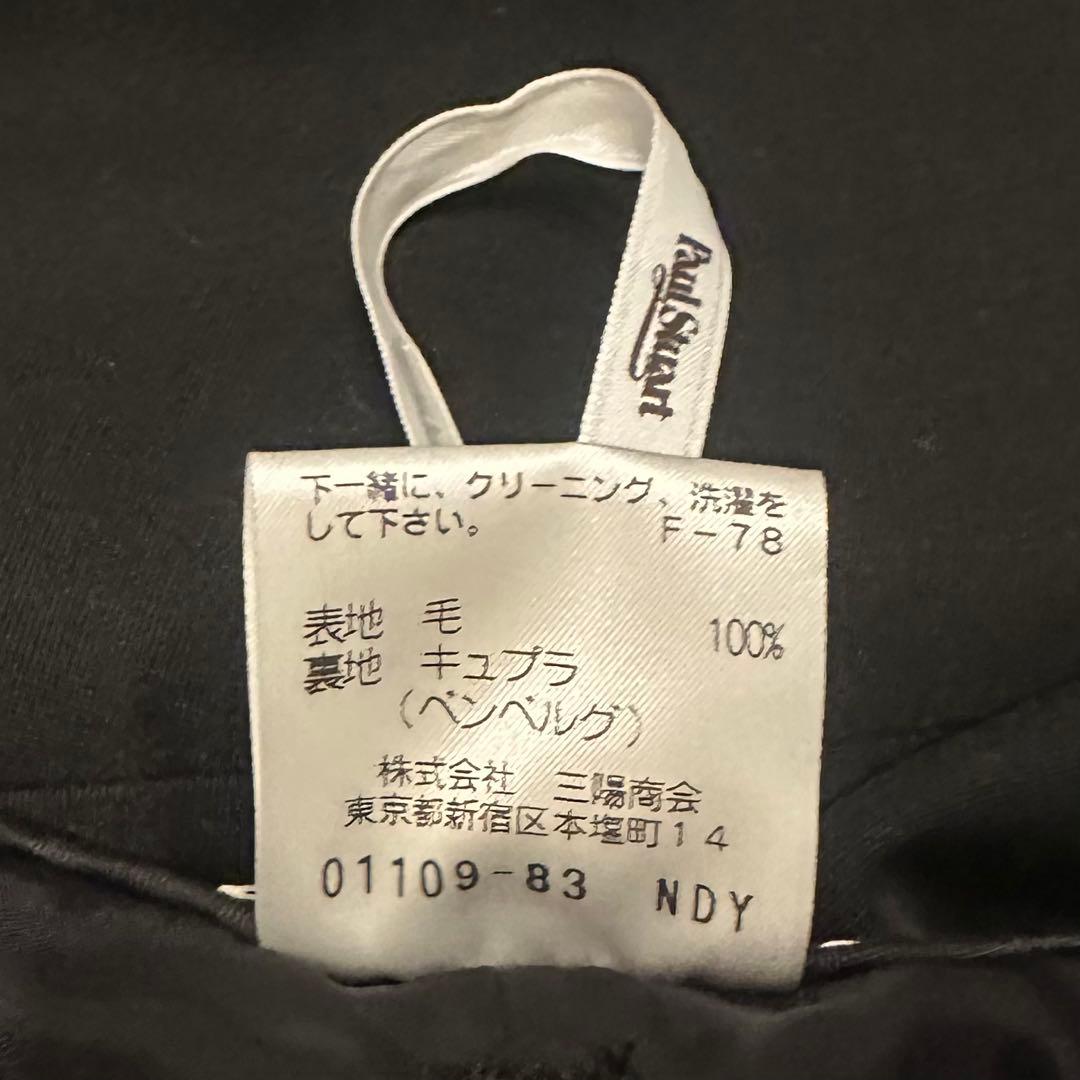 Paul Stuart
下一緒に、クリーニング、洗濯を
して下さい。 F-78
表地 毛 100%
裏地 キュプラ
(ベンベルグ)
株式会社 三陽商会
東京都新宿区本塩町14
01109-83 NDY